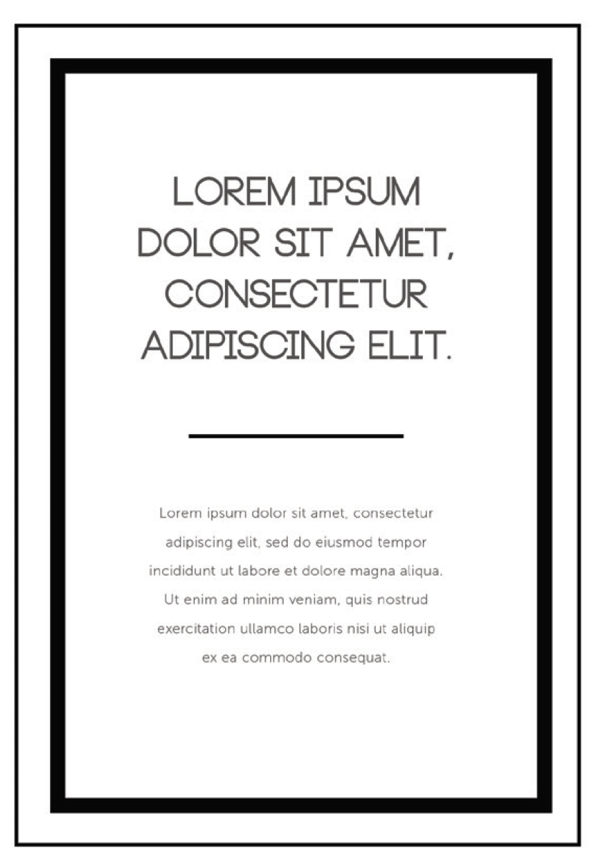 LOREM IPSUM
DOLOR SIT AMET,
CONSECTETUR
ADIPISCING ELIT.
Lorem ipsum dolor sit amet, consectetur
adipiscing elit, sed do eiusmod tempor
incididunt ut labore et dolore magna aliqua.
Ut enim ad minim veniam, quis nostrud
exercitation ullamco laboris nisi ut aliquip
ex ea commodo consequat.